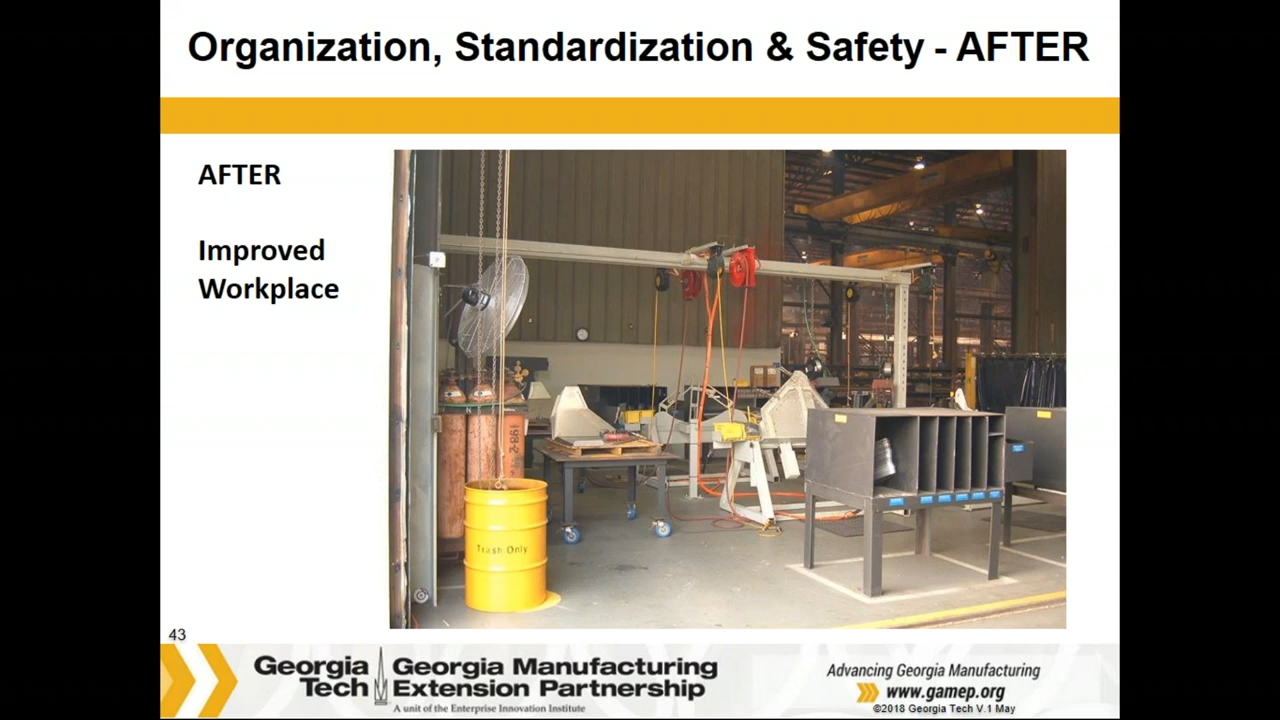 Organization, Standardization & Safety - AFTER
AFTER
Improved
Workplace
Trash Only
43
Georgia
Tech
Georgia Manufacturing
Extension Partnership
A unit of the Enterprise Innovation Institute
Advancing Georgia Manufacturing
www.gamep.org
©2018 Georgia Tech V.1 May